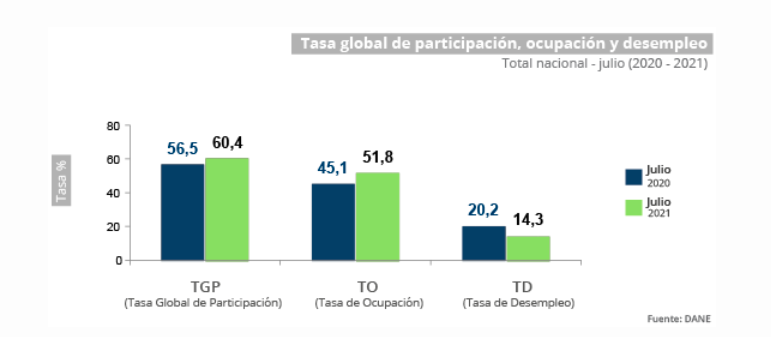 Tasa global de participación, ocupación y desempleo
Total nacional - julio (2020 - 2021)
Tasa %
80
60
40
20
0
56,5
60,4
45,1
51,8
20,2
14,3
Julio
2020
Julio
2021
TGP
(Tasa Global de Participación)
TO
(Tasa de Ocupación)
TD
(Tasa de Desempleo)
Fuente: DANE